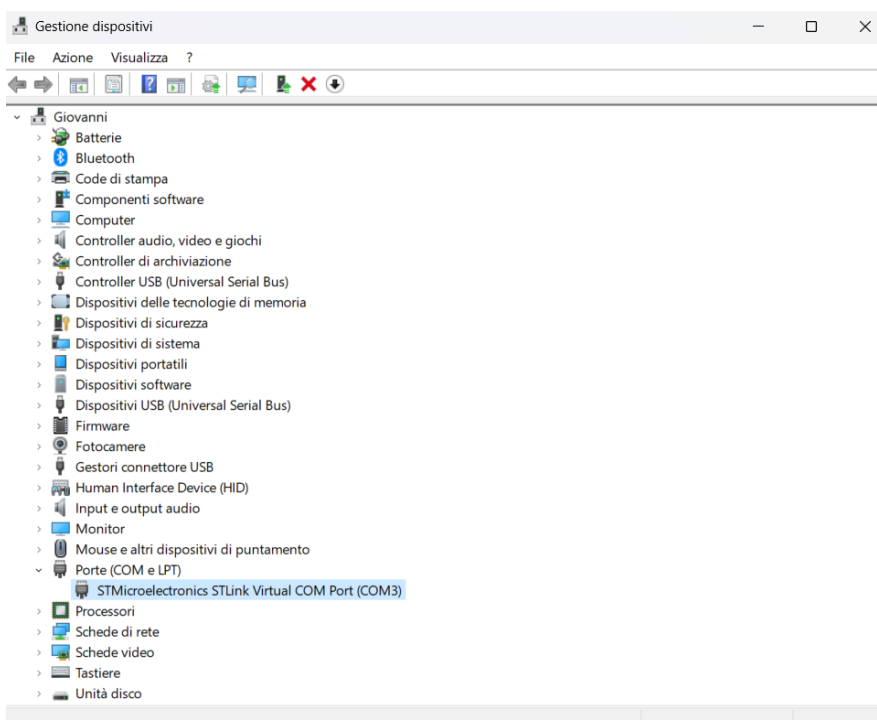 Gestione dispositivi
File Azione Visualizza ?
Giovanni
Batterie
Bluetooth
Code di stampa
Componenti software
Computer
Controller audio, video e giochi
Controller di archiviazione
Controller USB (Universal Serial Bus)
Dispositivi delle tecnologie di memoria
Dispositivi di sicurezza
Dispositivi di sistema
Dispositivi portatili
Dispositivi software
Dispositivi USB (Universal Serial Bus)
Firmware
Fotocamere
Gestori connettore USB
Human Interface Device (HID)
Input e output audio
Monitor
Mouse e altri dispositivi di puntamento
Porte (COM e LPT)
STMicroelectronics STLink Virtual COM Port (COM3)
Processori
Schede di rete
Schede video
Tastiere
Unità disco